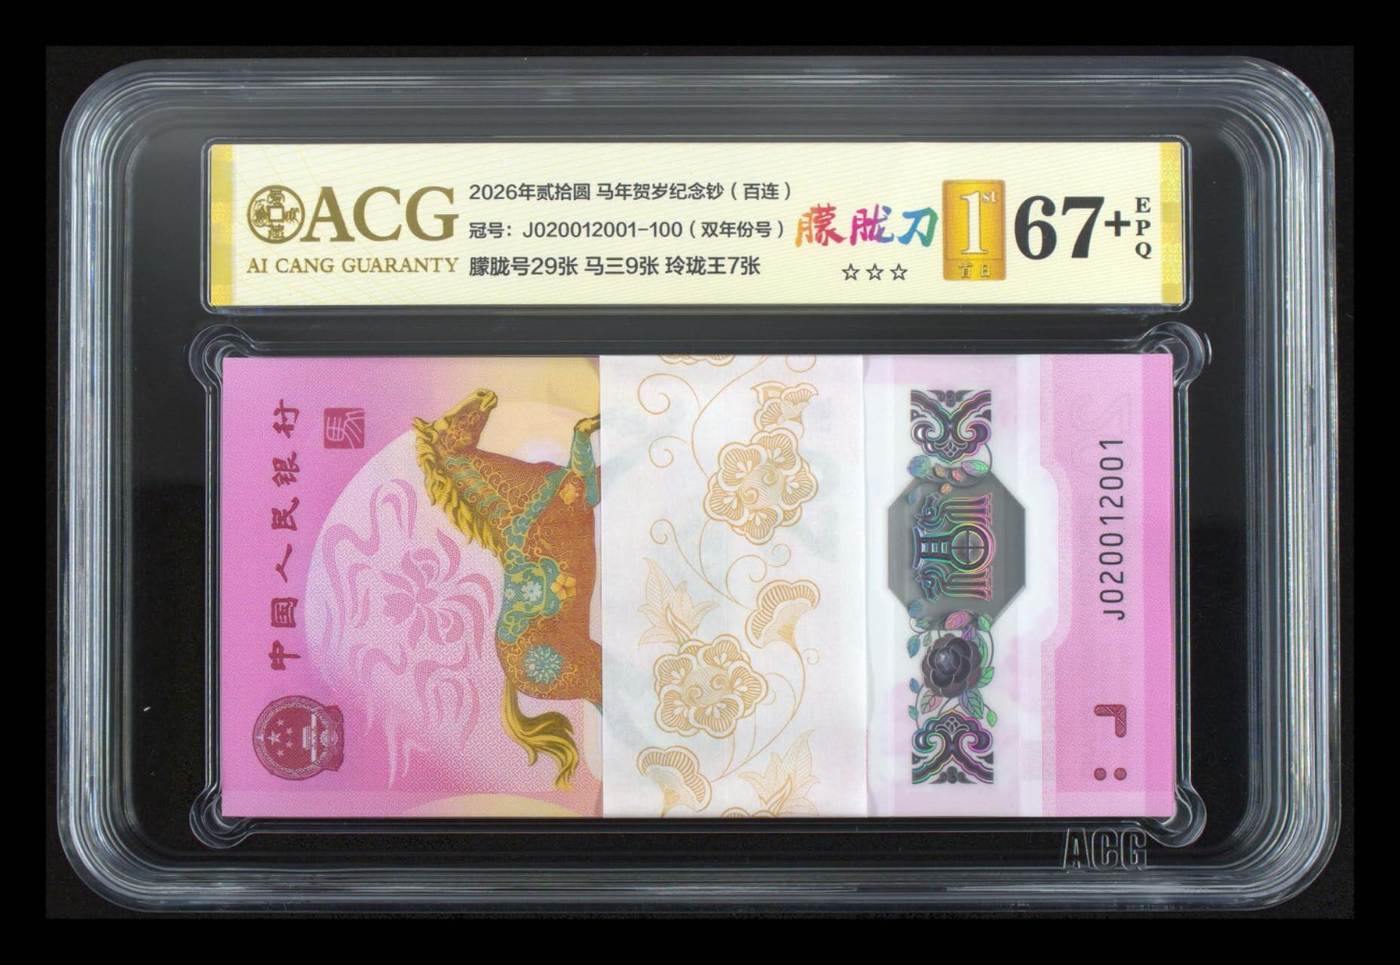 ACG
AI CANG GUARANTY
2026年贰拾圆 马年贺岁纪念钞（百连）
冠号：J020012001-100（双年份号）
朦胧号29张 马三9张 玲珑王7张
朦胧刀
☆☆☆
1st
首日
67+
EPQ
中国人民银行
J020012001
ACG